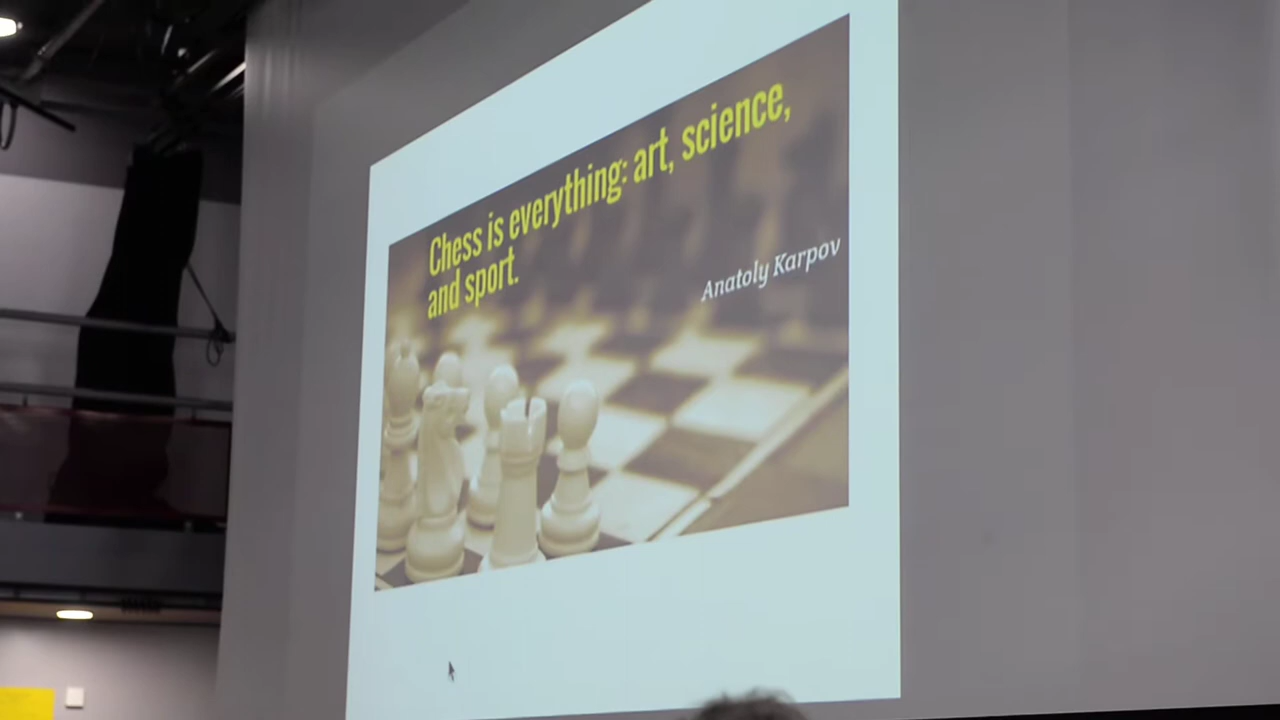 Chess is everything: art, science,
and sport.
Anatoly Karpov